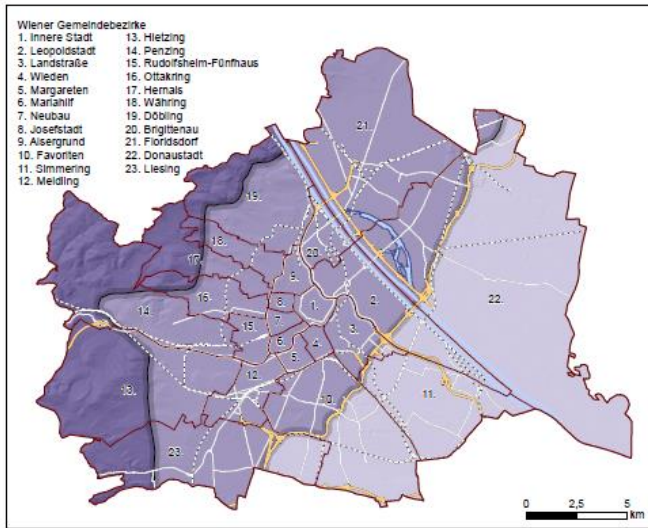 Wiener Gemeindebezirke
1. Innere Stadt 13. Hietzing
2. Leopoldstadt 14. Penzing
3. Landstraße 15. Rudolfsheim-Fünfhaus
4. Wieden 16. Ottakring
5. Margareten 17. Hernals
6. Mariahilf 18. Währing
7. Neubau 19. Döbling
8. Josefstadt 20. Brigittenau
9. Alsergrund 21. Floridsdorf
10. Favoriten 22. Donaustadt
11. Simmering 23. Liesing
12. Meidling
21.
19.
18.
20.
17.
9.
22.
16.
14.
8.
1.
2.
15.
7.
3.
6.
4.
5.
12.
13.
10.
11.
23.
0 2,5 5
km